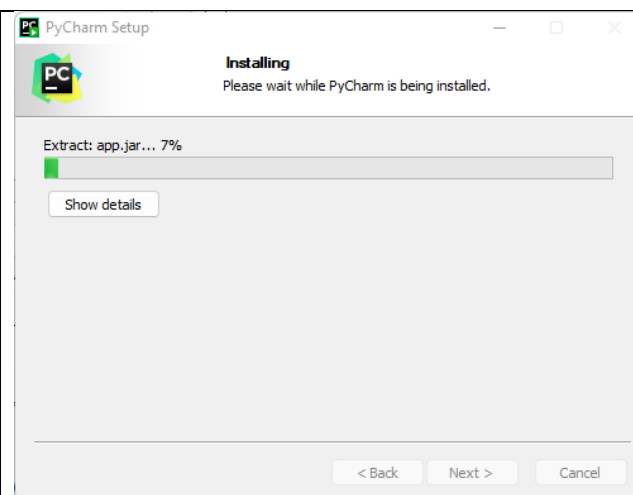 PC PyCharm Setup
PC
Installing
Please wait while PyCharm is being installed.
Extract: app.jar... 7%
Show details
< Back Next > Cancel